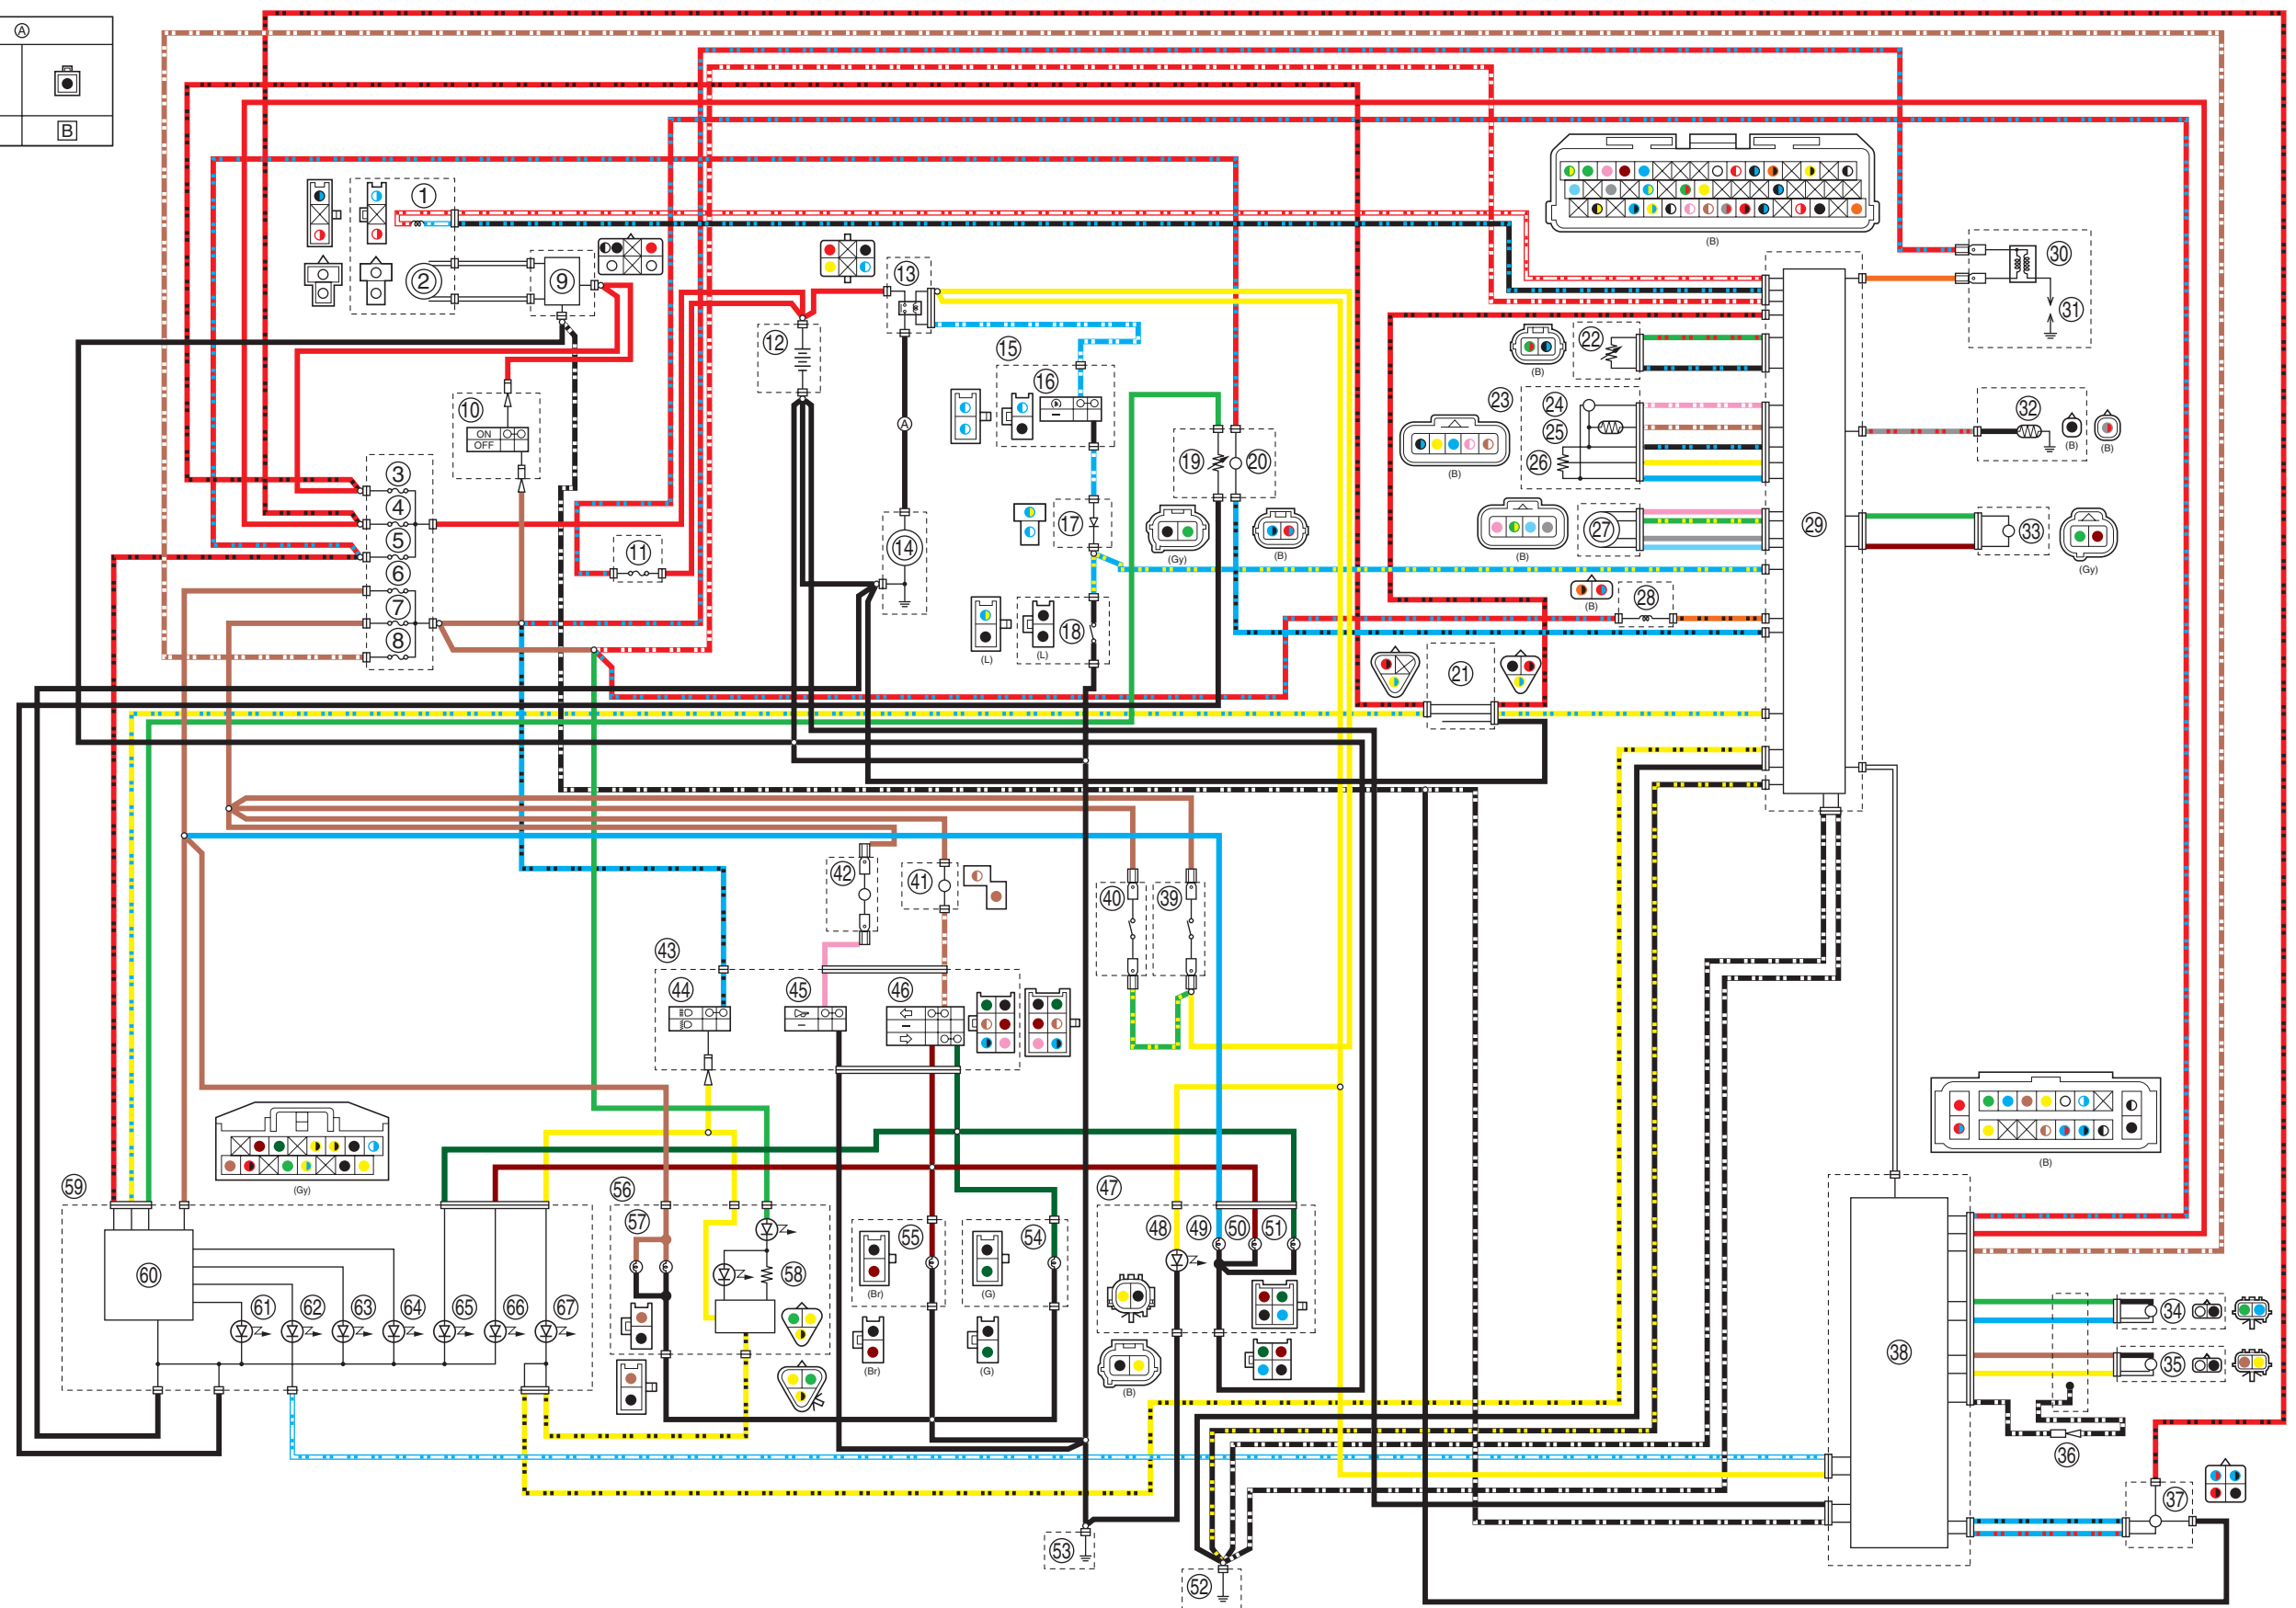 Ⓐ
B
①
②
⑨
⑬
⑫
⑮
⑯
(B)
㉚
㉛
㉒
(B)
⑩
ON
OFF
A
㉓
㉔
㉕
㉖
(B)
㉜
(B)
(B)
③
④
⑤
⑥
⑦
⑧
⑪
⑭
⑰
⑲
⑳
(Gy)
(B)
㉗
(B)
㉙
㉝
(Gy)
⑱
(L)
(L)
㉘
(B)
㉑
㊷
㊶
㊵
㊴
㊸
㊹
㊺
㊻
(B)
(Gy)
59
56
57
58
55
54
(Br)
(G)
(Br)
(G)
㊼
㊽
㊾
㊿
51
(B)
60
61
62
63
64
65
66
67
㊳
㉞
㉟
㊱
㊲
53
52